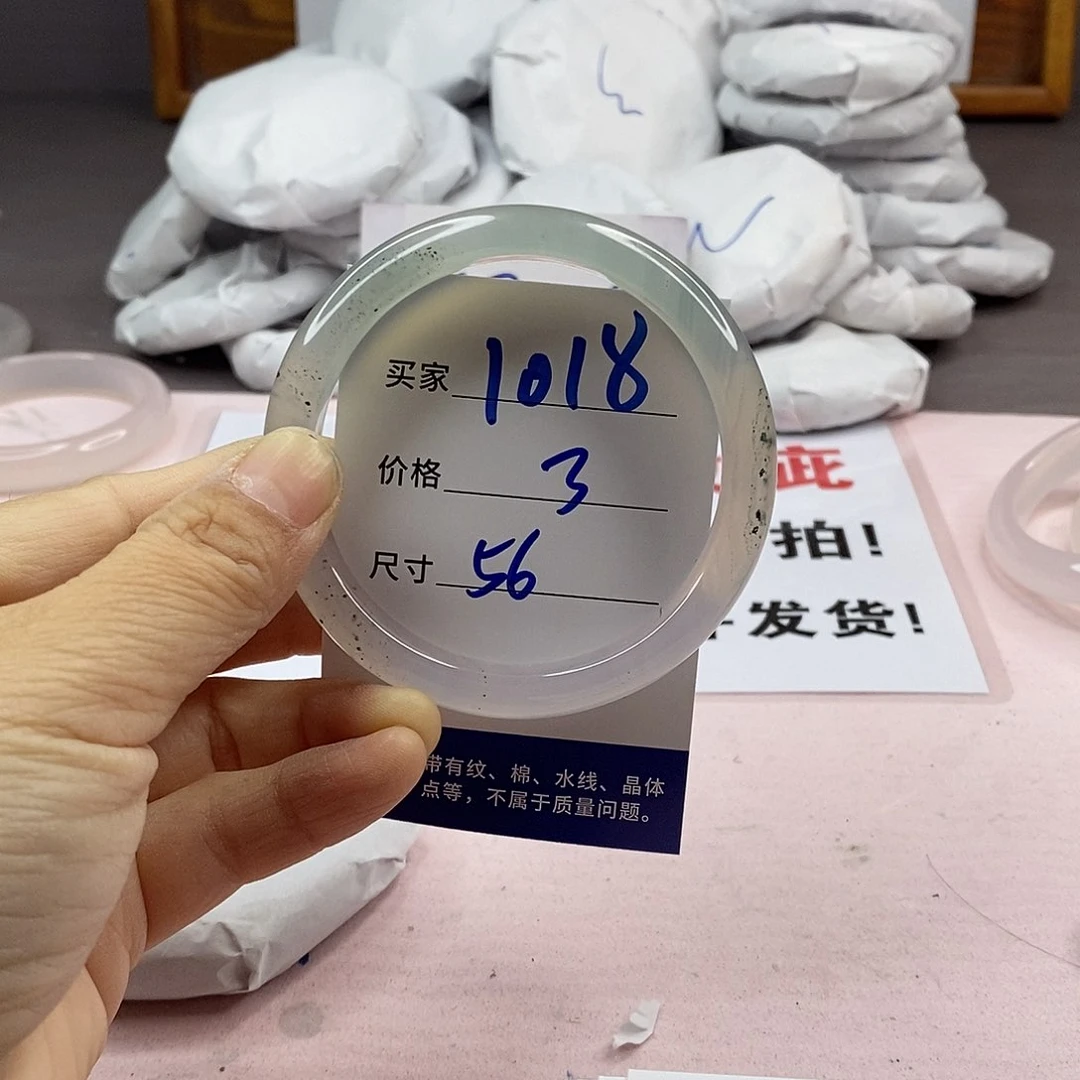 买家 1018
价格 3
尺寸 56
带有纹、棉、水线、晶体
点等，不属于质量问题。
拍！
发货！